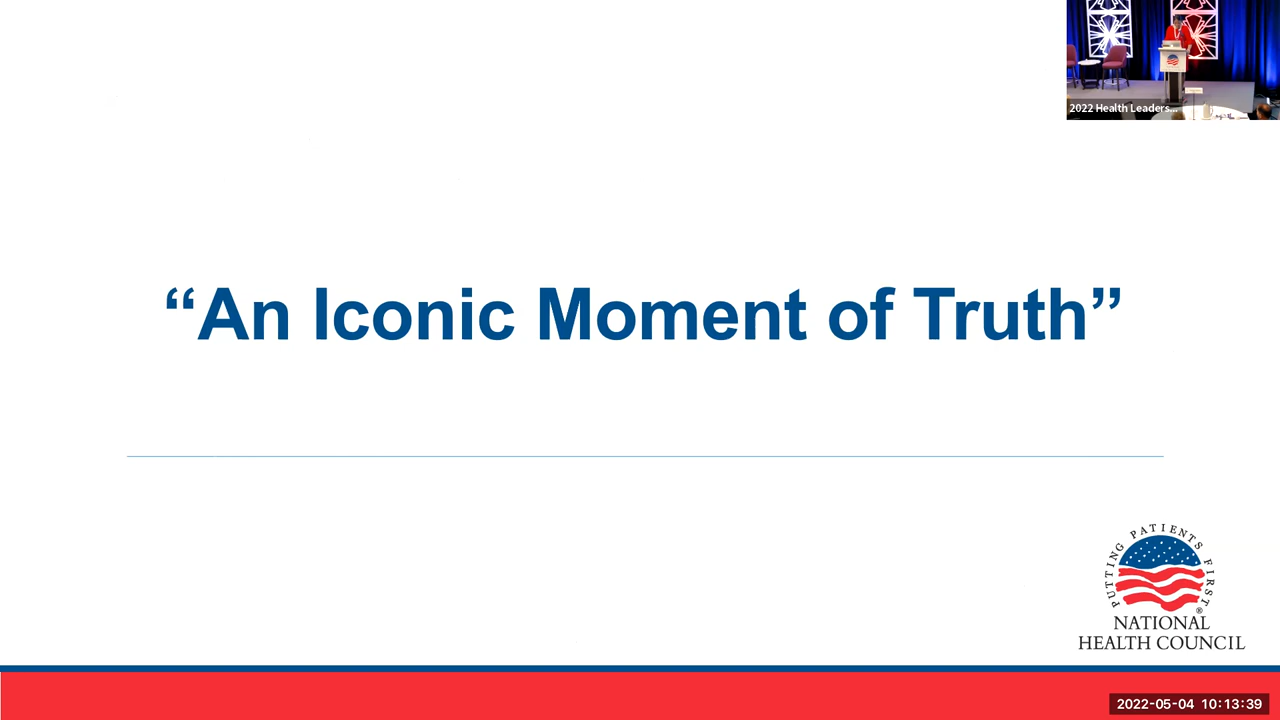 2022 Health Leaders...
“An Iconic Moment of Truth”
PUTTING PATIENTS FIRST®
NATIONAL
HEALTH COUNCIL
2022-05-04 10:13:39